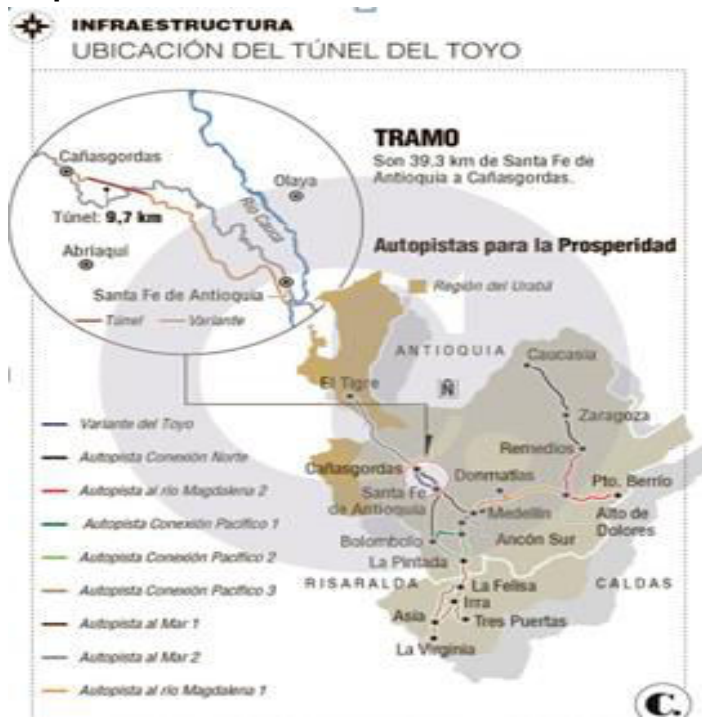 INFRAESTRUCTURA
UBICACIÓN DEL TÚNEL DEL TOYO
Cañasgordas
Túnel: 9,7 km
Abriaquí
Olaya
Río Cauca
Santa Fe de Antioquia
Túnel
Variante
TRAMO
Son 39.3 km de Santa Fe de
Antioquia a Cañasgordas.
Autopistas para la Prosperidad
Región del Urabá
ANTIOQUIA
N
Caucasia
El Tigre
Zaragoza
Remedios
Cañasgordas
Donmatías
Pto. Berrío
Santa Fe
de Antioquia
Medellín
Alto de
Dolores
Bolombolo
Ancón Sur
La Pintada
RISARALDA
La Felisa
CALDAS
Irra
Asia
Tres Puertas
La Virginia
Variante del Toyo
Autopista Conexión Norte
Autopista al río Magdalena 2
Autopista Conexión Pacífico 1
Autopista Conexión Pacífico 2
Autopista Conexión Pacífico 3
Autopista al Mar 1
Autopista al Mar 2
Autopista al río Magdalena 1
C.